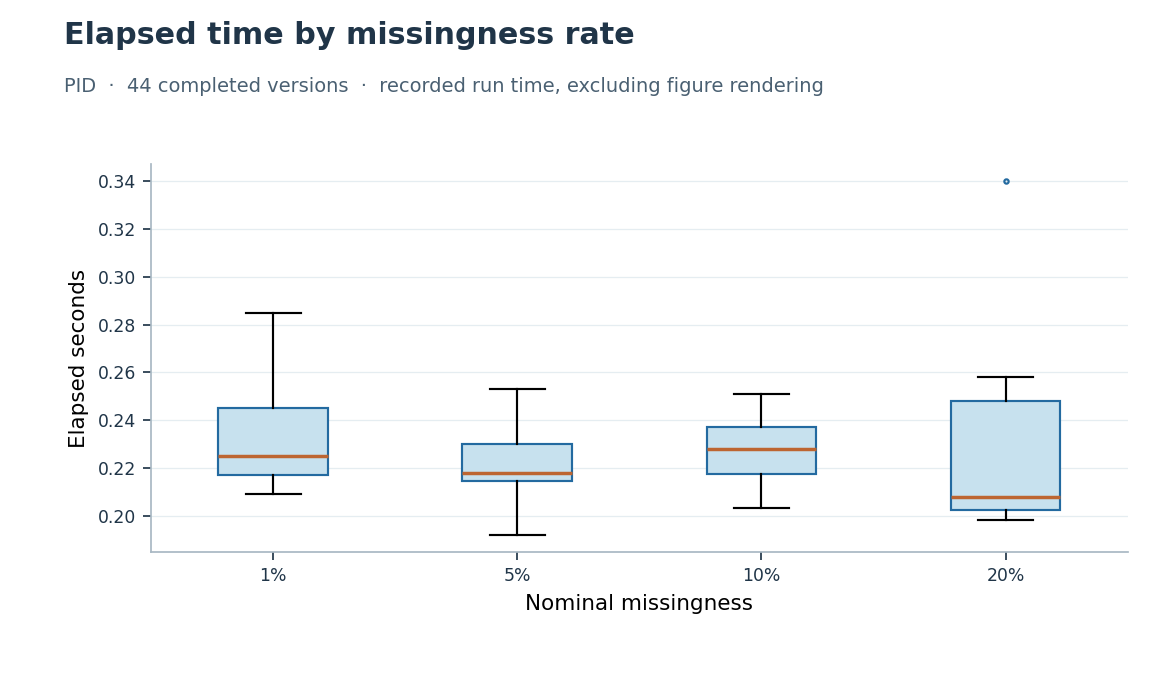 Elapsed time by missingness rate
PID · 44 completed versions · recorded run time, excluding figure rendering
0.34
0.32
0.30
0.28
0.26
0.24
0.22
0.20
Elapsed seconds
1% 5% 10% 20%
Nominal missingness